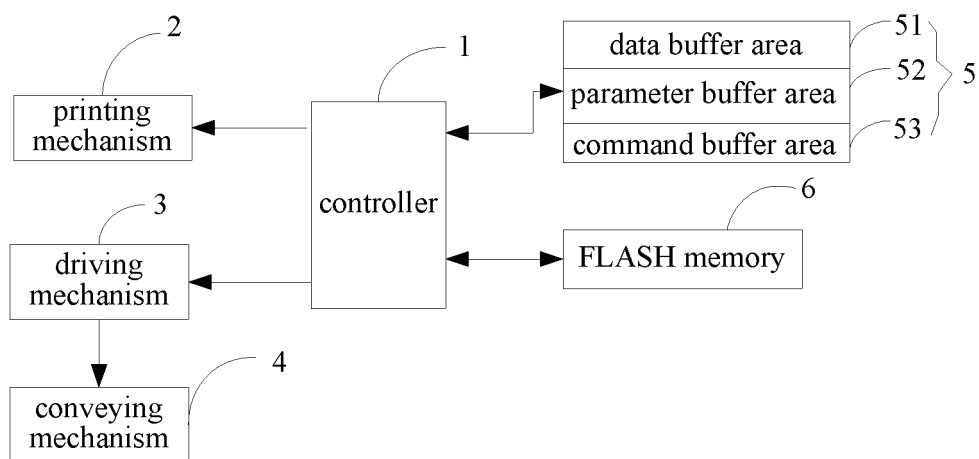 2
1
51
data buffer area
52
5
parameter buffer area
53
command buffer area
printing
mechanism
controller
6
FLASH memory
3
driving
mechanism
4
conveying
mechanism